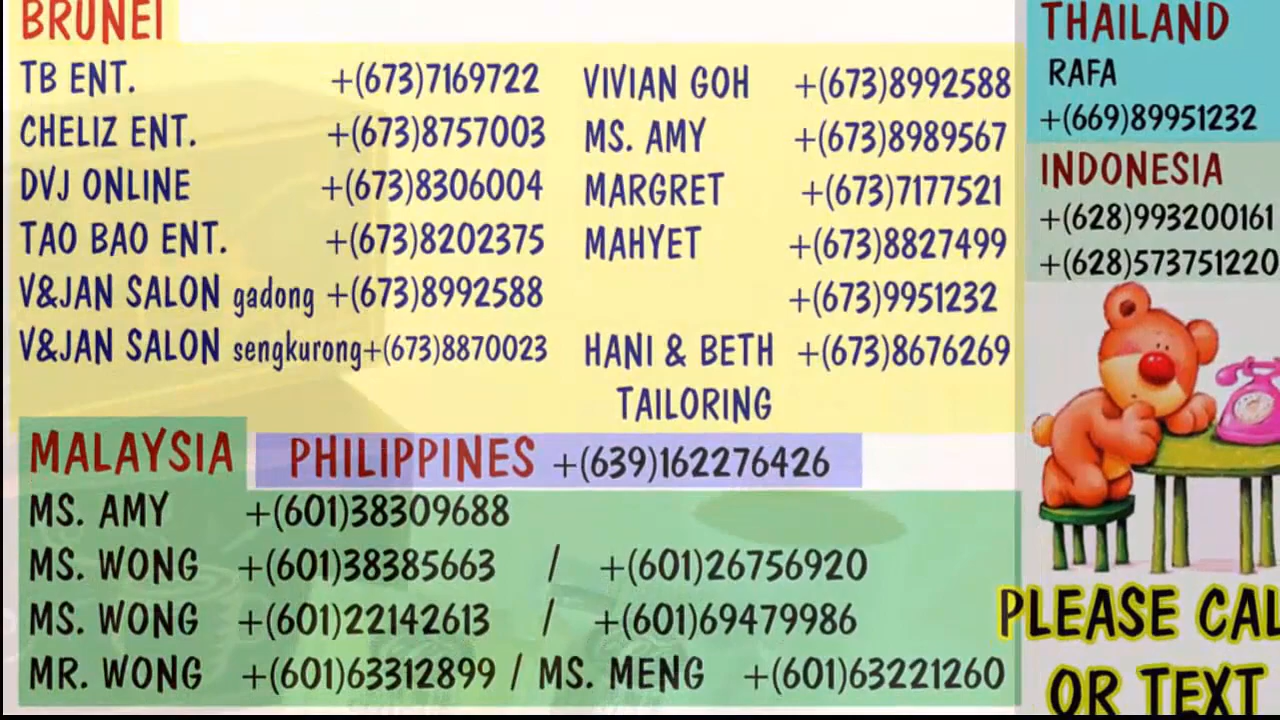 BRUNEI
TB ENT. +(673)7169722
CHELIZ ENT. +(673)8757003
DVJ ONLINE +(673)8306004
TAO BAO ENT. +(673)8202375
V&JAN SALON gadong +(673)8992588
V&JAN SALON sengkurong+(673)8870023
VIVIAN GOH +(673)8992588
MS. AMY +(673)8989567
MARGRET +(673)7177521
MAHYET +(673)8827499
+(673)9951232
HANI & BETH +(673)8676269
TAILORING
THAILAND
RAFA
+(669)89951232
INDONESIA
+(628)993200161
+(628)573751220
MALAYSIA
PHILIPPINES +(639)162276426
MS. AMY +(601)38309688
MS. WONG +(601)38385663 / +(601)26756920
MS. WONG +(601)22142613 / +(601)69479986
MR. WONG +(601)63312899 / MS. MENG +(601)63221260
PLEASE CAL
OR TEXT